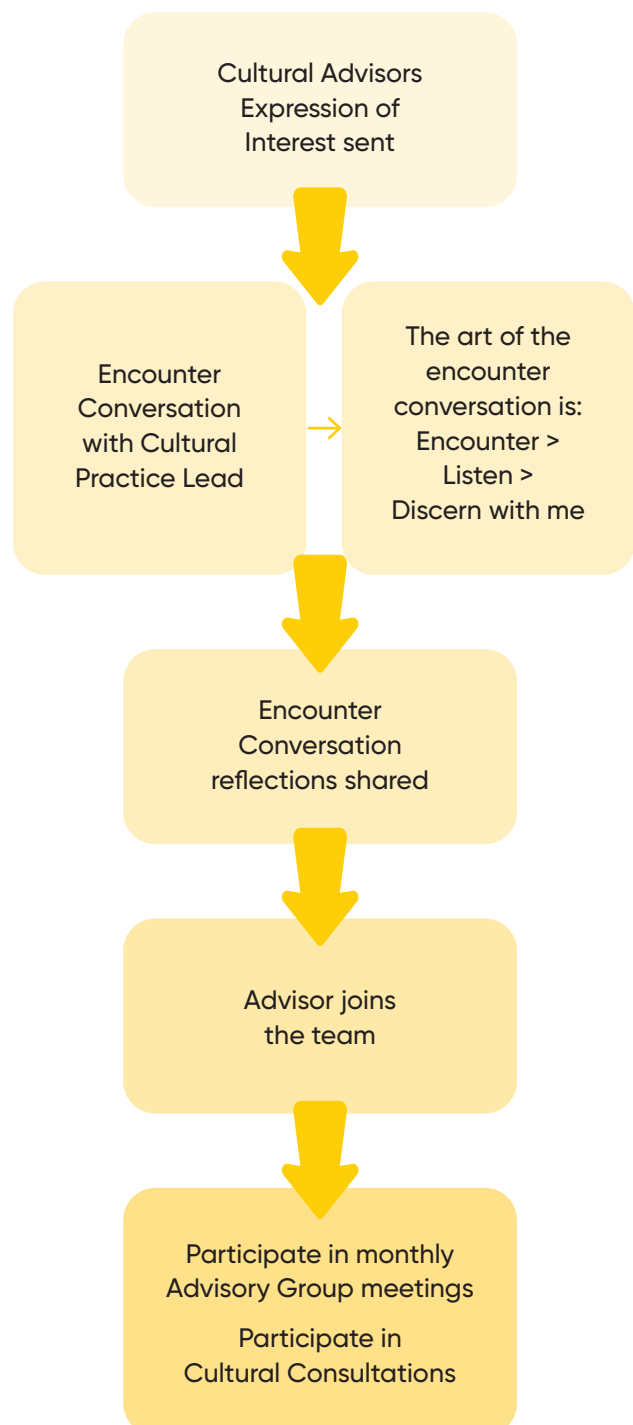 Cultural Advisors
Expression of
Interest sent
Encounter
Conversation
with Cultural
Practice Lead
The art of the
encounter
conversation is:
Encounter >
Listen >
Discern with me
Encounter
Conversation
reflections shared
Advisor joins
the team
Participate in monthly
Advisory Group meetings
Participate in
Cultural Consultations